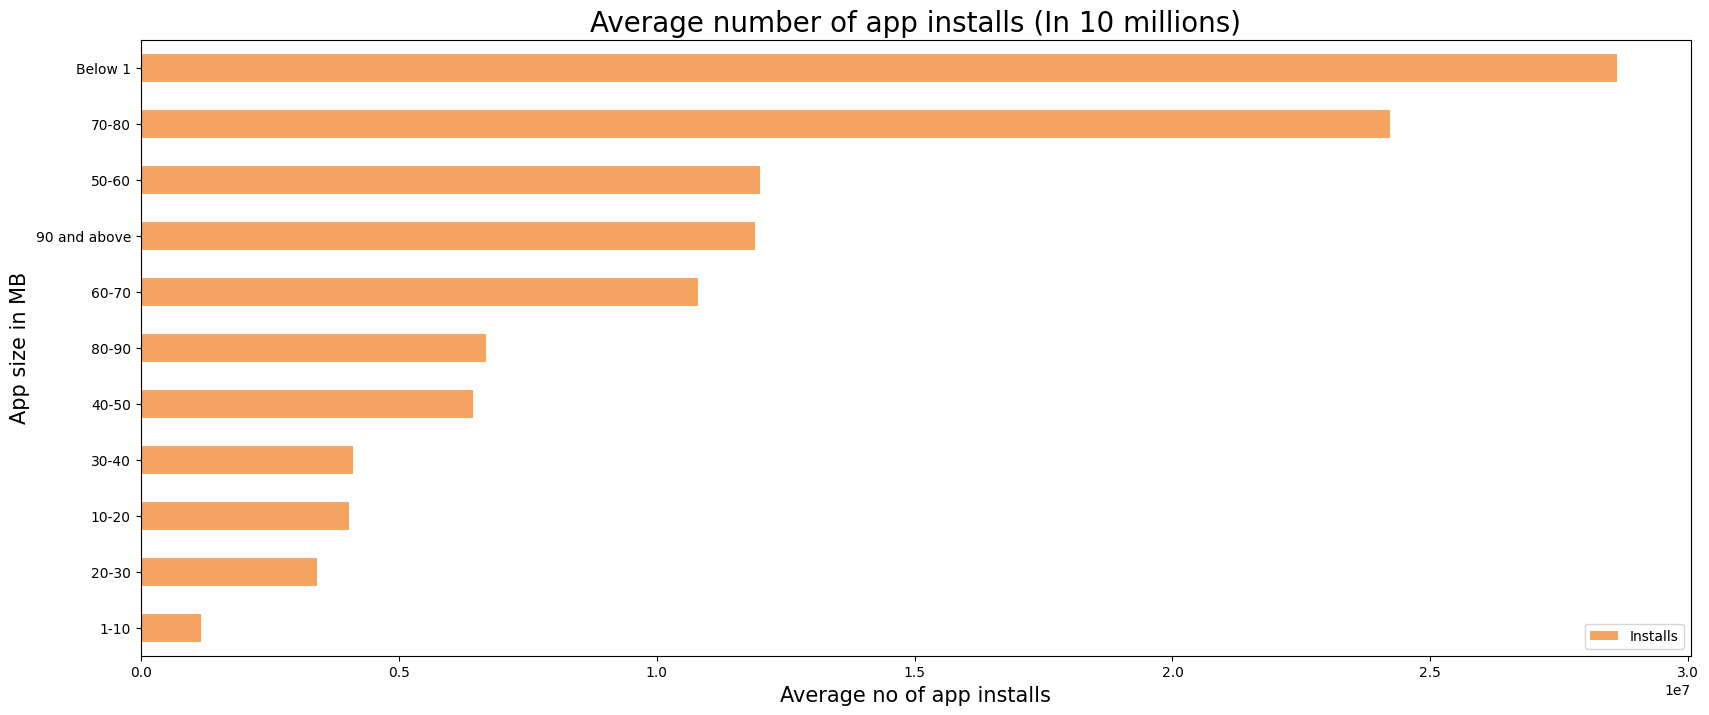 Average number of app installs (In 10 millions)
Below 1
70-80
50-60
90 and above
60-70
80-90
40-50
30-40
10-20
20-30
1-10
App size in MB
Installs
0.0 0.5 1.0 1.5 2.0 2.5 3.0
1e7
Average no of app installs